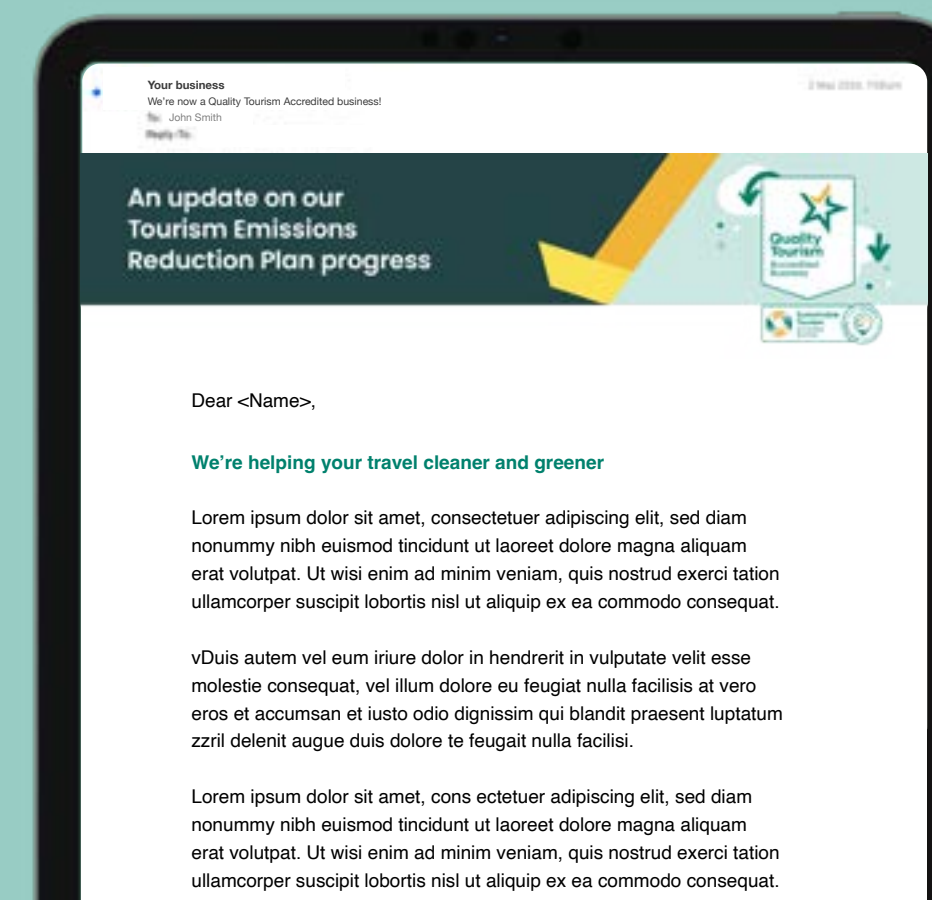 Your business
We're now a Quality Tourism Accredited business!
To: John Smith
Reply-To:
An update on our
Tourism Emissions
Reduction Plan progress
Quality
Tourism
Accredited
Business
Dear <Name>,
We’re helping your travel cleaner and greener
Lorem ipsum dolor sit amet, consectetuer adipiscing elit, sed diam
nonummy nibh euismod tincidunt ut laoreet dolore magna aliquam
erat volutpat. Ut wisi enim ad minim veniam, quis nostrud exerci tation
ullamcorper suscipit lobortis nisl ut aliquip ex ea commodo consequat.
vDuis autem vel eum iriure dolor in hendrerit in vulputate velit esse
molestie consequat, vel illum dolore eu feugiat nulla facilisis at vero
eros et accumsan et iusto odio dignissim qui blandit praesent luptatum
zzril delenit augue duis dolore te feugait nulla facilisi.
Lorem ipsum dolor sit amet, cons ectetuer adipiscing elit, sed diam
nonummy nibh euismod tincidunt ut laoreet dolore magna aliquam
erat volutpat. Ut wisi enim ad minim veniam, quis nostrud exerci tation
ullamcorper suscipit lobortis nisl ut aliquip ex ea commodo consequat.